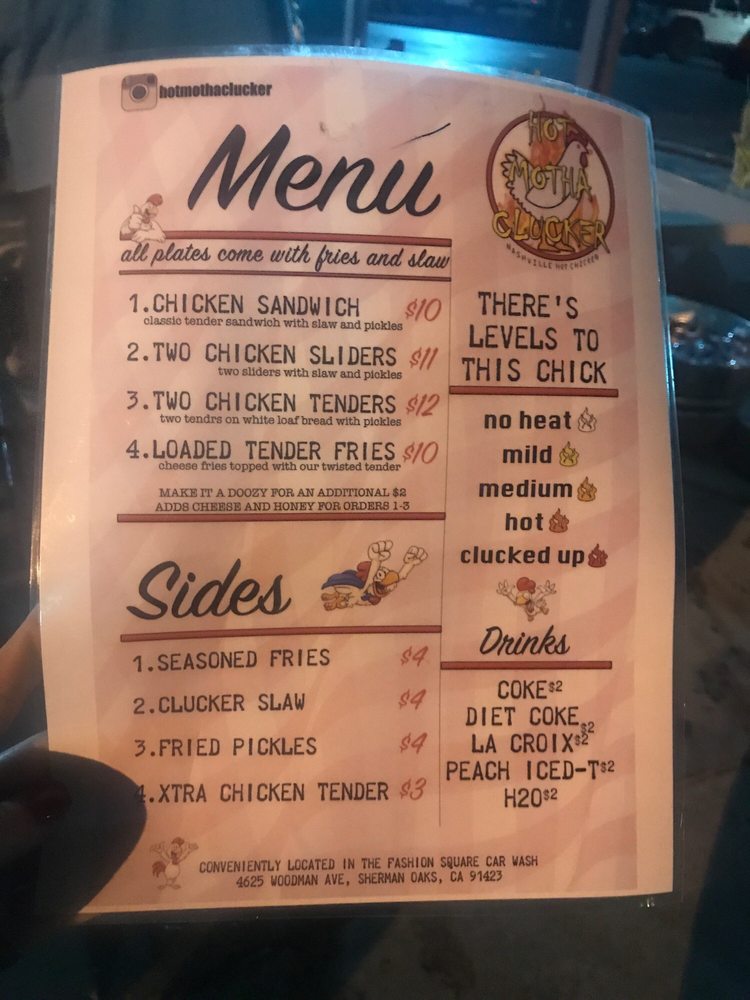 hotmothaclucker
Menu
HOT
MOTHA
CLUCKER
NASHVILLE HOT CHICKEN
all plates come with fries and slaw
1.CHICKEN SANDWICH $10
classic tender sandwich with slaw and pickles
2.TWO CHICKEN SLIDERS $11
two sliders with slaw and pickles
3.TWO CHICKEN TENDERS $12
two tendrs on white loaf bread with pickles
4.LOADED TENDER FRIES $10
cheese fries topped with our twisted tender
MAKE IT A DOOZY FOR AN ADDITIONAL $2
ADDS CHEESE AND HONEY FOR ORDERS 1-3
Sides
1.SEASONED FRIES $4
2.CLUCKER SLAW $4
3.FRIED PICKLES $4
4.XTRA CHICKEN TENDER $3
THERE'S
LEVELS TO
THIS CHICK
no heat
mild
medium
hot
clucked up
Drinks
COKE$2
DIET COKE $2
LA CROIX$2
PEACH ICED-T$2
H20$2
CONVENIENTLY LOCATED IN THE FASHION SQUARE CAR WASH
4625 WOODMAN AVE, SHERMAN OAKS, CA 91423